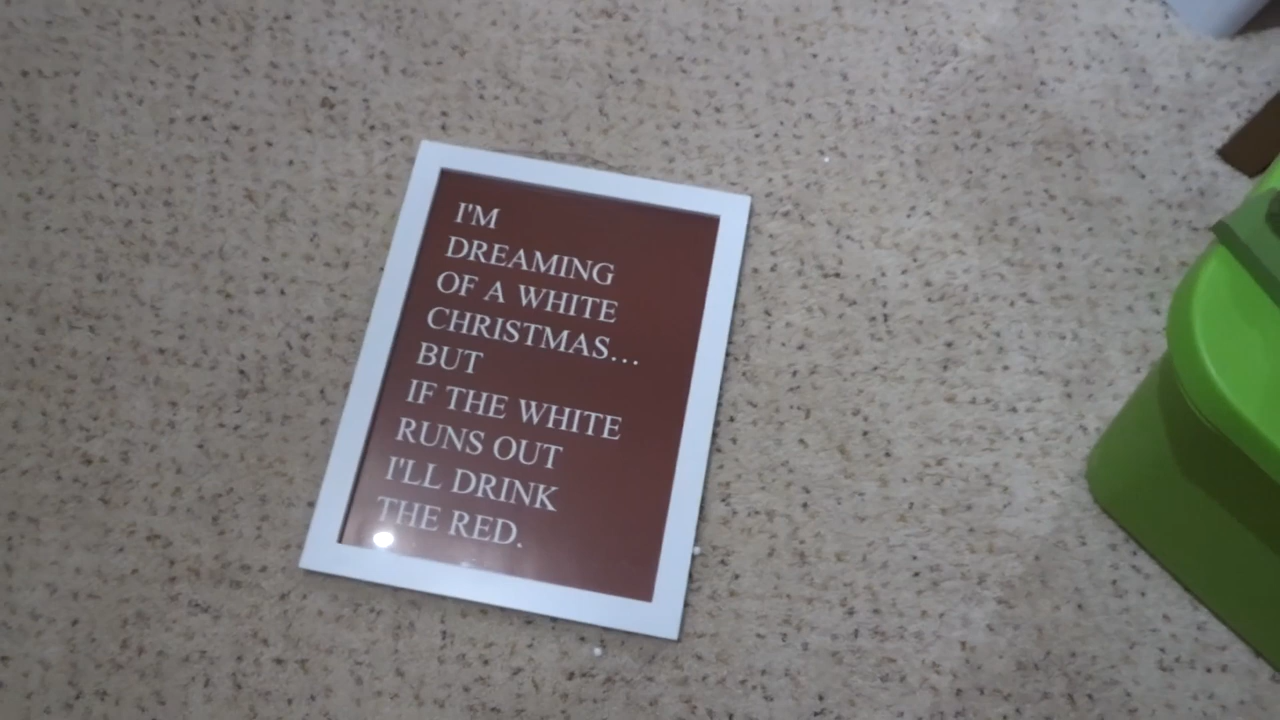 I'M
DREAMING
OF A WHITE
CHRISTMAS...
BUT
IF THE WHITE
RUNS OUT
I'LL DRINK
THE RED.